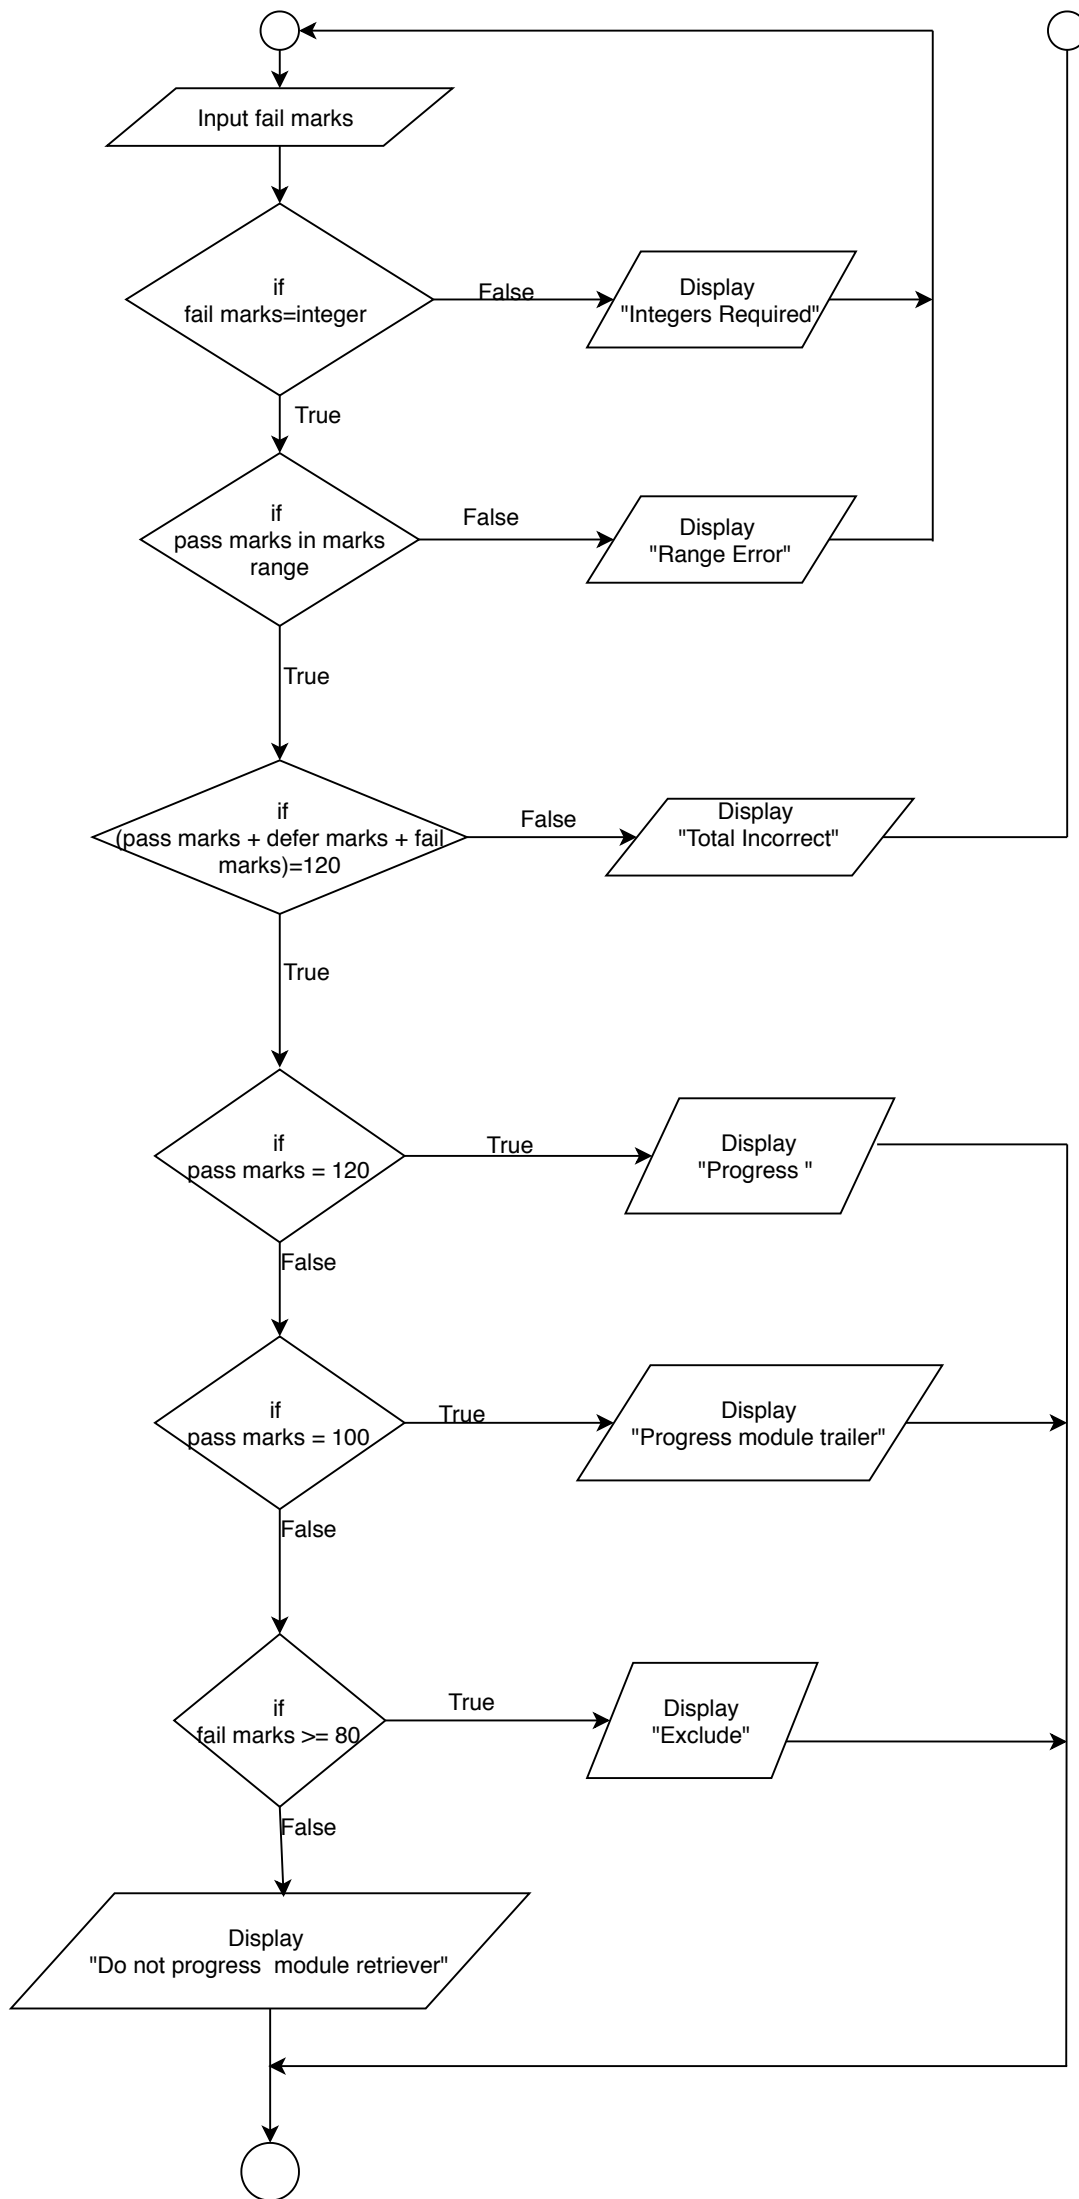 Input fail marks
if
fail marks=integer
False
Display
"Integers Required"
True
if
pass marks in marks
range
False
Display
"Range Error"
True
if
(pass marks + defer marks + fail
marks)=120
False
Display
"Total Incorrect"
True
if
pass marks = 120
True
Display
"Progress "
False
if
pass marks = 100
True
Display
"Progress module trailer"
False
if
fail marks >= 80
True
Display
"Exclude"
False
Display
"Do not progress  module retriever"